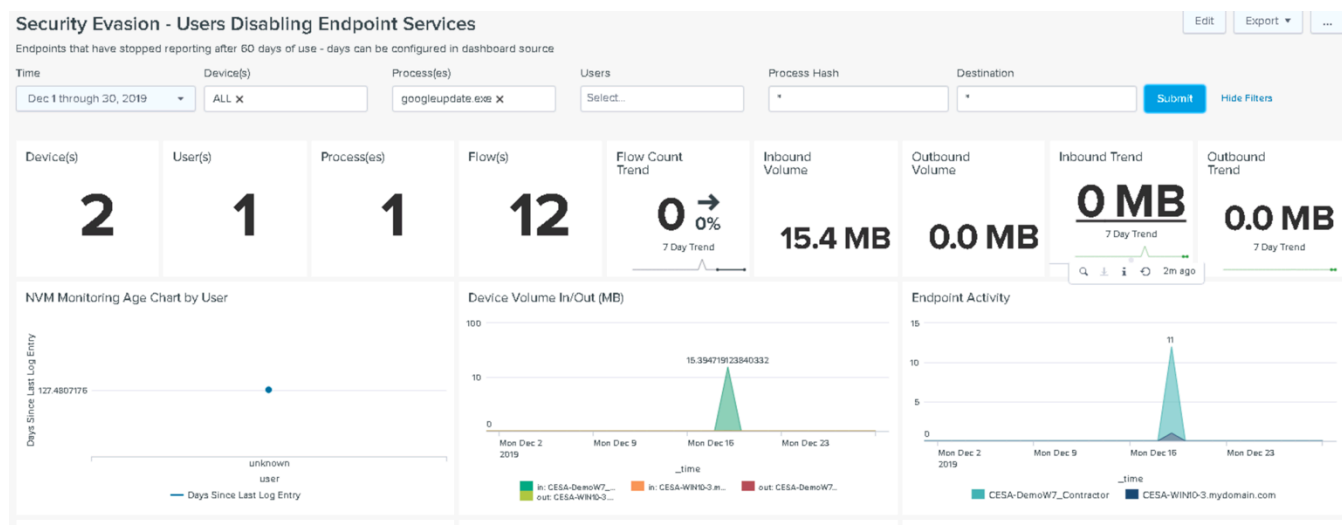 Security Evasion - Users Disabling Endpoint Services
Edit
Export
...
Endpoints that have stopped reporting after 60 days of use - days can be configured in dashboard source
Time
Device(s)
Process(es)
Users
Process Hash
Destination
Dec 1 through 30, 2019
ALL X
googleupdate.exe X
Select...
*
*
Submit
Hide Filters
Device(s)
2
User(s)
1
Process(es)
1
Flow(s)
12
Flow Count
Trend
0
0%
7 Day Trend
Inbound
Volume
15.4 MB
Outbound
Volume
0.0 MB
Inbound Trend
0 MB
7 Day Trend
2m ago
Outbound
Trend
0.0 MB
7 Day Trend
NVM Monitoring Age Chart by User
Days Since Last Log Entry
127.4807176
unknown
user
Days Since Last Log Entry
Device Volume In/Out (MB)
100
10
0
15.394719123840332
Mon Dec 2
2019
Mon Dec 9
Mon Dec 16
Mon Dec 23
_time
in: CESA-DemoW7_...
in: CESA-WIN10-3.m...
out: CESA-DemoW7...
out: CESA-WIN10-3...
Endpoint Activity
15
10
5
0
11
Mon Dec 2
2019
Mon Dec 9
Mon Dec 16
Mon Dec 23
_time
CESA-DemoW7_Contractor
CESA-WIN10-3.mydomain.com